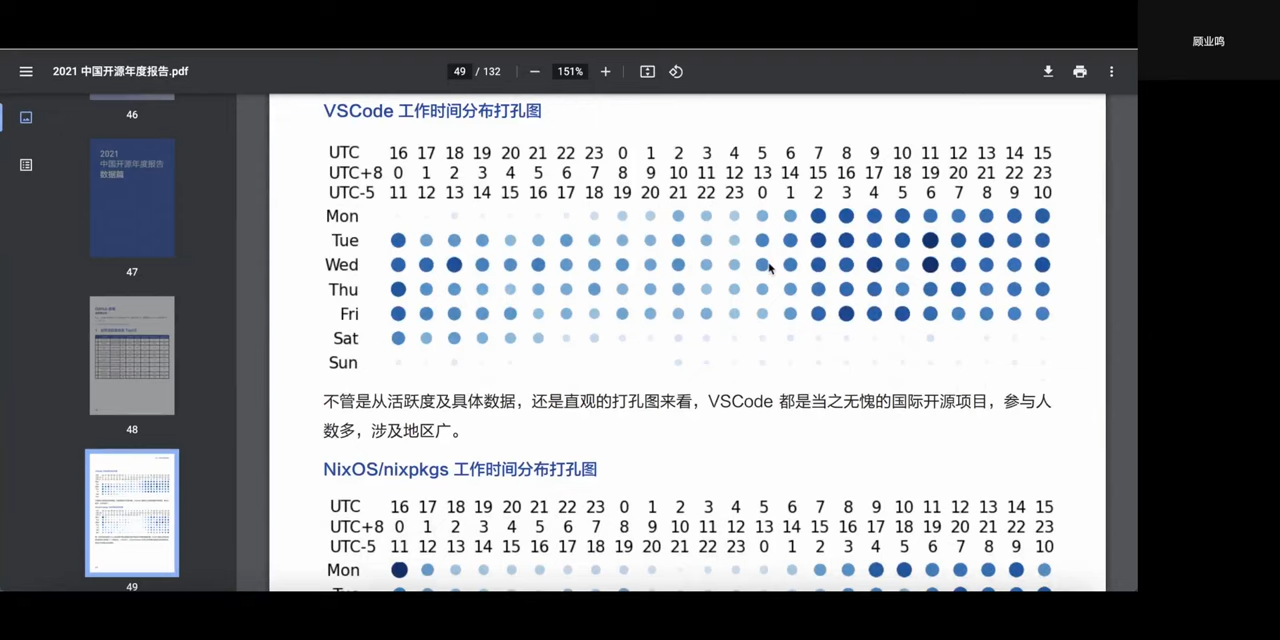 顾业鸣
2021 中国开源年度报告.pdf
49 / 132
151%
46
2021
中国开源年度报告
数据篇
47
48
49
VSCode 工作时间分布打孔图
UTC 16 17 18 19 20 21 22 23 0 1 2 3 4 5 6 7 8 9 10 11 12 13 14 15
UTC+8 0 1 2 3 4 5 6 7 8 9 10 11 12 13 14 15 16 17 18 19 20 21 22 23
UTC-5 11 12 13 14 15 16 17 18 19 20 21 22 23 0 1 2 3 4 5 6 7 8 9 10
Mon
Tue
Wed
Thu
Fri
Sat
Sun
不管是从活跃度及具体数据，还是直观的打孔图来看，VSCode 都是当之无愧的国际开源项目，参与人
数多，涉及地区广。
NixOS/nixpkgs 工作时间分布打孔图
UTC 16 17 18 19 20 21 22 23 0 1 2 3 4 5 6 7 8 9 10 11 12 13 14 15
UTC+8 0 1 2 3 4 5 6 7 8 9 10 11 12 13 14 15 16 17 18 19 20 21 22 23
UTC-5 11 12 13 14 15 16 17 18 19 20 21 22 23 0 1 2 3 4 5 6 7 8 9 10
Mon